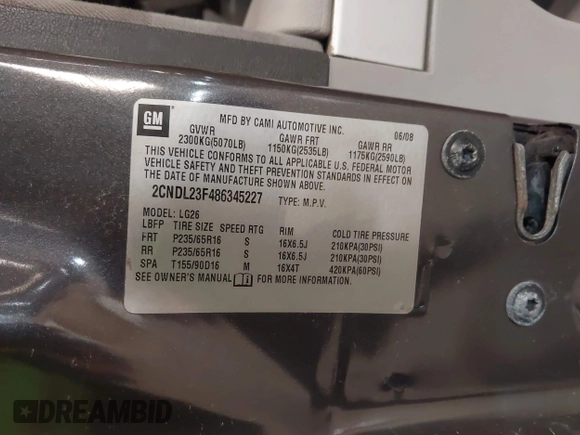 GM
MFD BY CAMI AUTOMOTIVE INC. 06/08
GVWR GAWR FRT GAWR RR
2300KG(5070LB) 1150KG(2535LB) 1175KG(2590LB)
THIS VEHICLE CONFORMS TO ALL APPLICABLE U.S. FEDERAL MOTOR
VEHICLE SAFETY AND THEFT PREVENTION STANDARDS IN EFFECT ON
THE DATE OF MANUFACTURE SHOWN ABOVE.
2CNDL23F486345227 TYPE: M.P.V.
MODEL: LG26
LBFP TIRE SIZE SPEED RTG RIM COLD TIRE PRESSURE
FRT P235/65R16 S 16X6.5J 210KPA(30PSI)
RR P235/65R16 S 16X6.5J 210KPA(30PSI)
SPA T155/90D16 M 16X4T 420KPA(60PSI)
SEE OWNER'S MANUAL FOR MORE INFORMATION.
DREAMBID